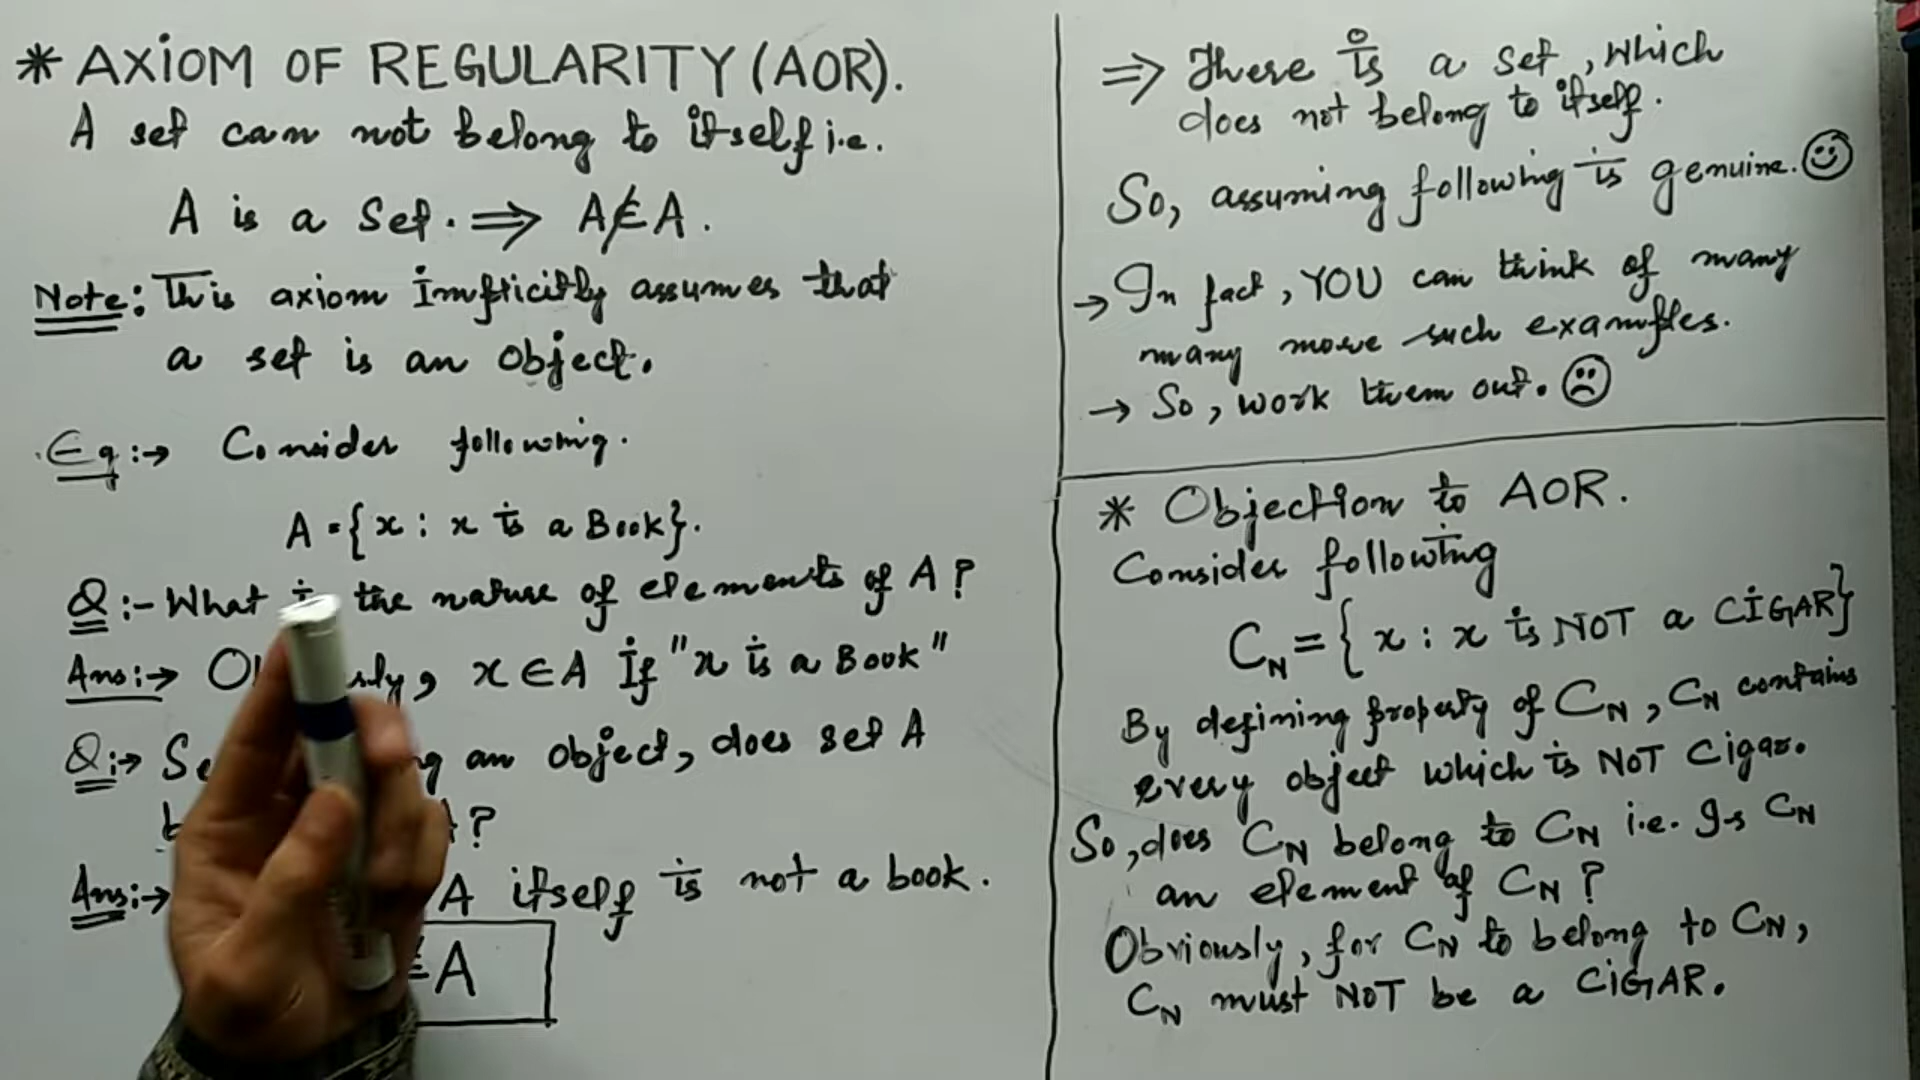 * AXIOM OF REGULARITY (AOR).
A set can not belong to itself i.e.
A is a Set. ⇒ A∉A.
Note: This axiom Implicitly assumes that
a set is an object.
Eg:→ Consider following.
A = {x : x is a Book}.
Q:- What is the nature of elements of A?
Ans:→ , x ∈ A If "x is a Book"
Q:→ an object, does set A
?
Ans:→ A itself is not a book.
A
⇒ There is a set, which
does not belong to itself.
So, assuming following is genuine. ☺
→ In fact, YOU can think of many
many more such examples.
→ So, work them out. ☹
* Objection to AOR.
Consider following
C_N = { x : x is NOT a CIGAR}
By defining property of C_N, C_N contains
every object which is NOT Cigar.
So, does C_N belong to C_N i.e. Is C_N
an element of C_N?
Obviously, for C_N to belong to C_N,
C_N must NOT be a CIGAR.